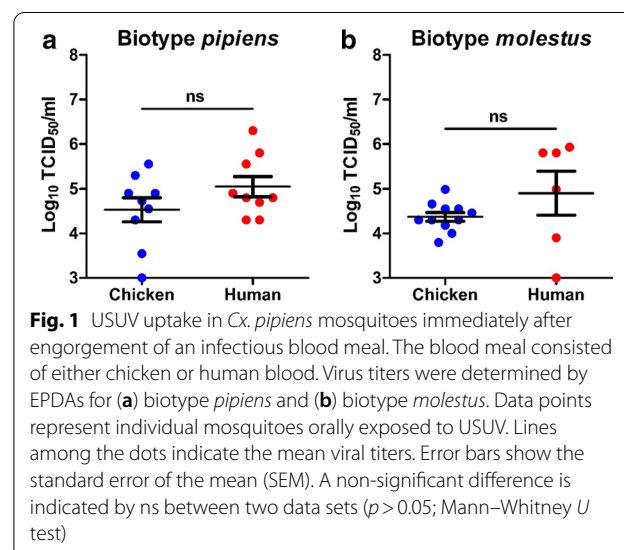 a Biotype pipiens
b Biotype molestus
Log10 TCID50/ml
8
7
6
5
4
3
ns
Chicken Human
Log10 TCID50/ml
8
7
6
5
4
3
ns
Chicken Human
Fig. 1 USUV uptake in Cx. pipiens mosquitoes immediately after
engorgement of an infectious blood meal. The blood meal consisted
of either chicken or human blood. Virus titers were determined by
EPDAs for (a) biotype pipiens and (b) biotype molestus. Data points
represent individual mosquitoes orally exposed to USUV. Lines
among the dots indicate the mean viral titers. Error bars show the
standard error of the mean (SEM). A non-significant difference is
indicated by ns between two data sets (p > 0.05; Mann–Whitney U
test)